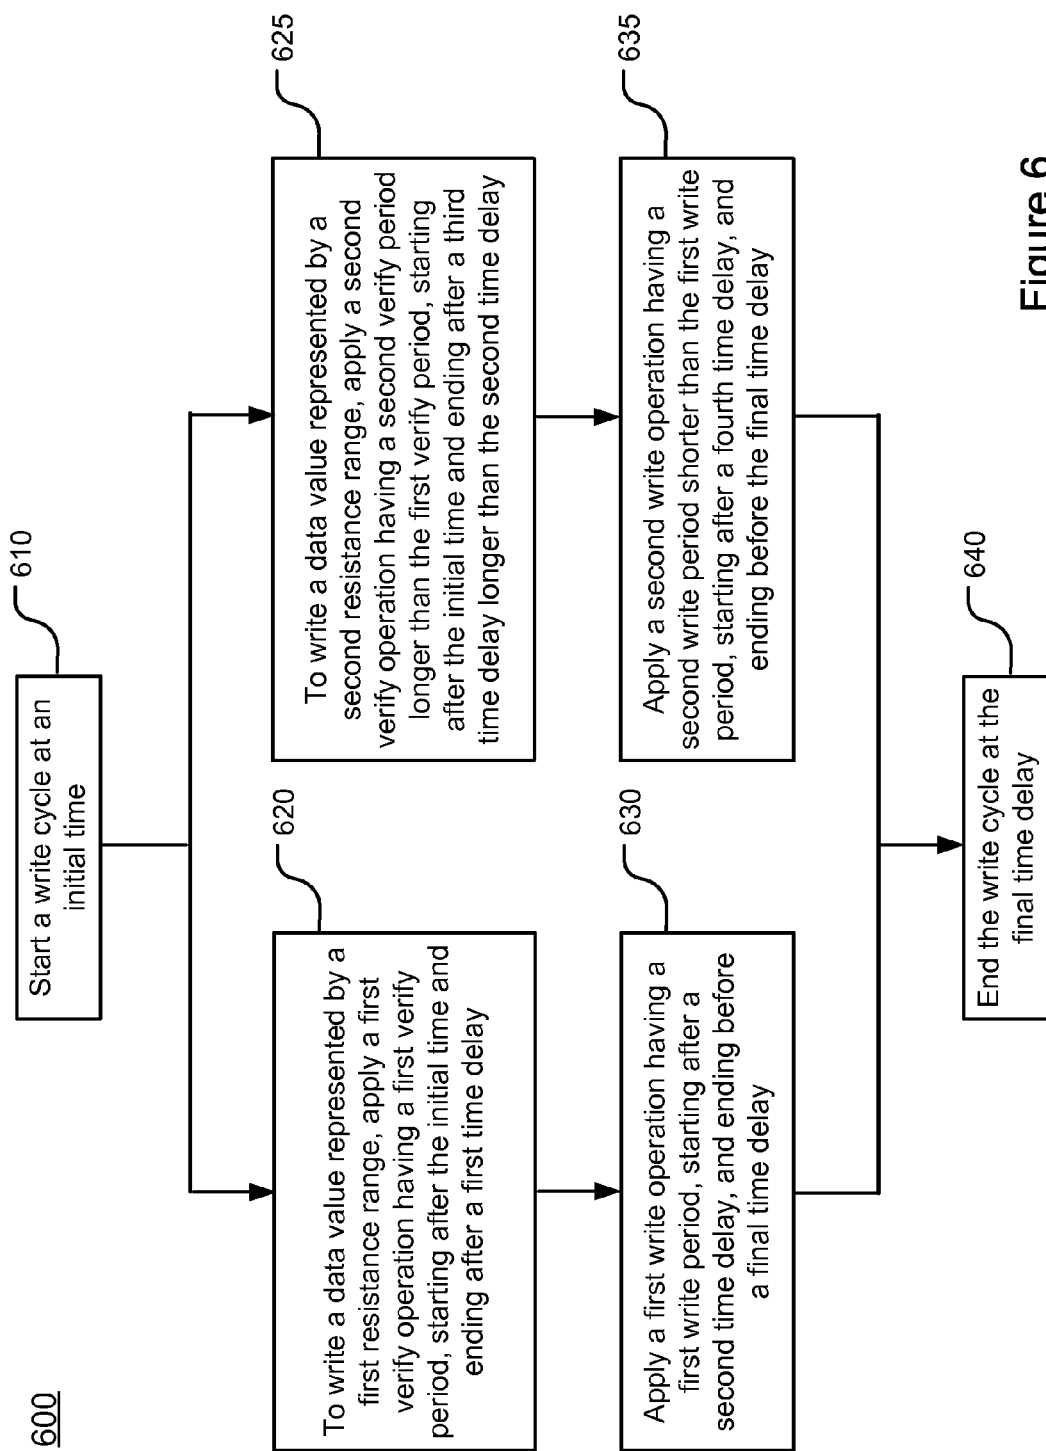 600
Start a write cycle at an
initial time
610
To write a data value represented by a
first resistance range, apply a first
verify operation having a first verify
period, starting after the initial time and
ending after a first time delay
620
To write a data value represented by a
second resistance range, apply a second
verify operation having a second verify period
longer than the first verify period, starting
after the initial time and ending after a third
time delay longer than the second time delay
625
Apply a first write operation having a
first write period, starting after a
second time delay, and ending before
a final time delay
630
Apply a second write operation having a
second write period shorter than the first write
period, starting after a fourth time delay, and
ending before the final time delay
635
End the write cycle at the
final time delay
640
Figure 6